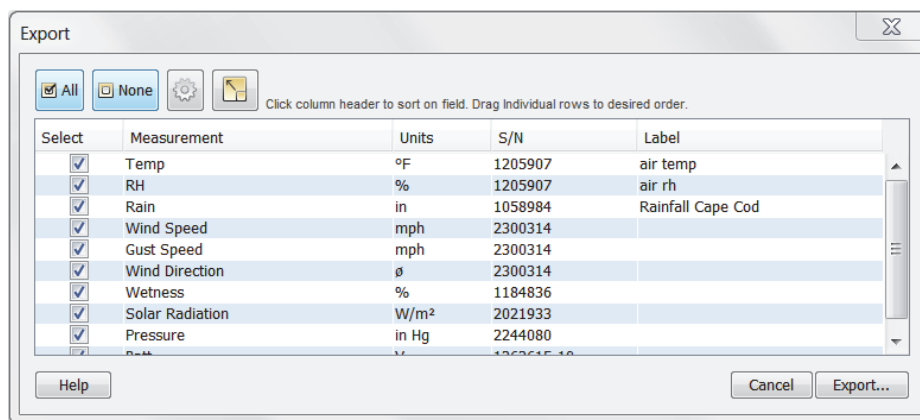 Export
All None Click column header to sort on field. Drag Individual rows to desired order.
Select Measurement Units S/N Label
Temp ºF 1205907 air temp
RH % 1205907 air rh
Rain in 1058984 Rainfall Cape Cod
Wind Speed mph 2300314
Gust Speed mph 2300314
Wind Direction ø 2300314
Wetness % 1184836
Solar Radiation W/m² 2021933
Pressure in Hg 2244080
Help Cancel Export...